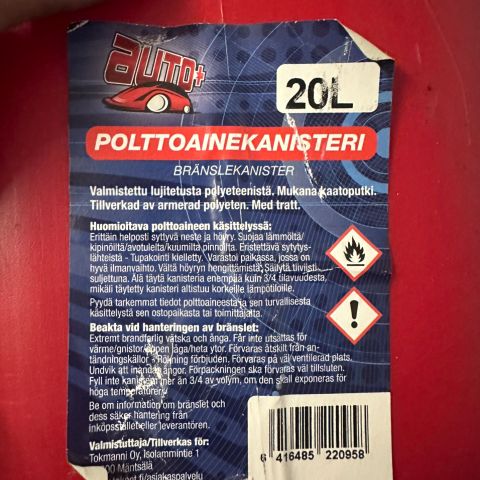 AUTO+
20L
POLTTOAINEKANISTERI
BRÄNSLEKANISTER
Valmistettu lujitetusta polyeteenistä. Mukana kaatoputki.
Tillverkad av armerad polyeten. Med tratt.
Huomioitava polttoaineen käsittelyssä:
Erittäin helposti syttyvä neste ja höyry. Suojaa lämmöltä/
kipinöiltä/avotulelta/kuumilta pinnoilta. Eristettävä sytytys-
lähteistä - Tupakointi kielletty. Varastoi paikassa, jossa on
hyvä ilmanvaihto. Vältä höyryn hengittämistä. Säilytä tiiviisti
suljettuna. Älä täytä kanisteria enempää kuin 3/4 tilavuudesta,
mikäli täytetty kanisteri altistuu korkeille lämpötiloille.
Pyydä tarkemmat tiedot polttoaineesta ja sen turvallisesta
käsittelystä sen ostopaikasta tai toimittajalta.
Beakta vid hanteringen av bränslet:
Extremt brandfarlig vätska och ånga. Får inte utsättas för
värme/gnistor/öppen låga/heta ytor. Förvaras åtskilt från an-
tändningskällor - Rökning förbjuden. Förvaras på väl ventilerad plats.
Undvik att inandas ångor. Förpackningen ska förvaras väl tillsluten.
Fyll inte kanistern mer än 3/4 av volym, om den skall exponeras för
höga temperaturer.
Be om information om bränslet och
dess säker hantering från
inköpsstället eller leverantören.
Valmistuttaja/Tillverkas för:
Tokmanni Oy, Isolammintie 1
Mäntsälä
6 416485 220958